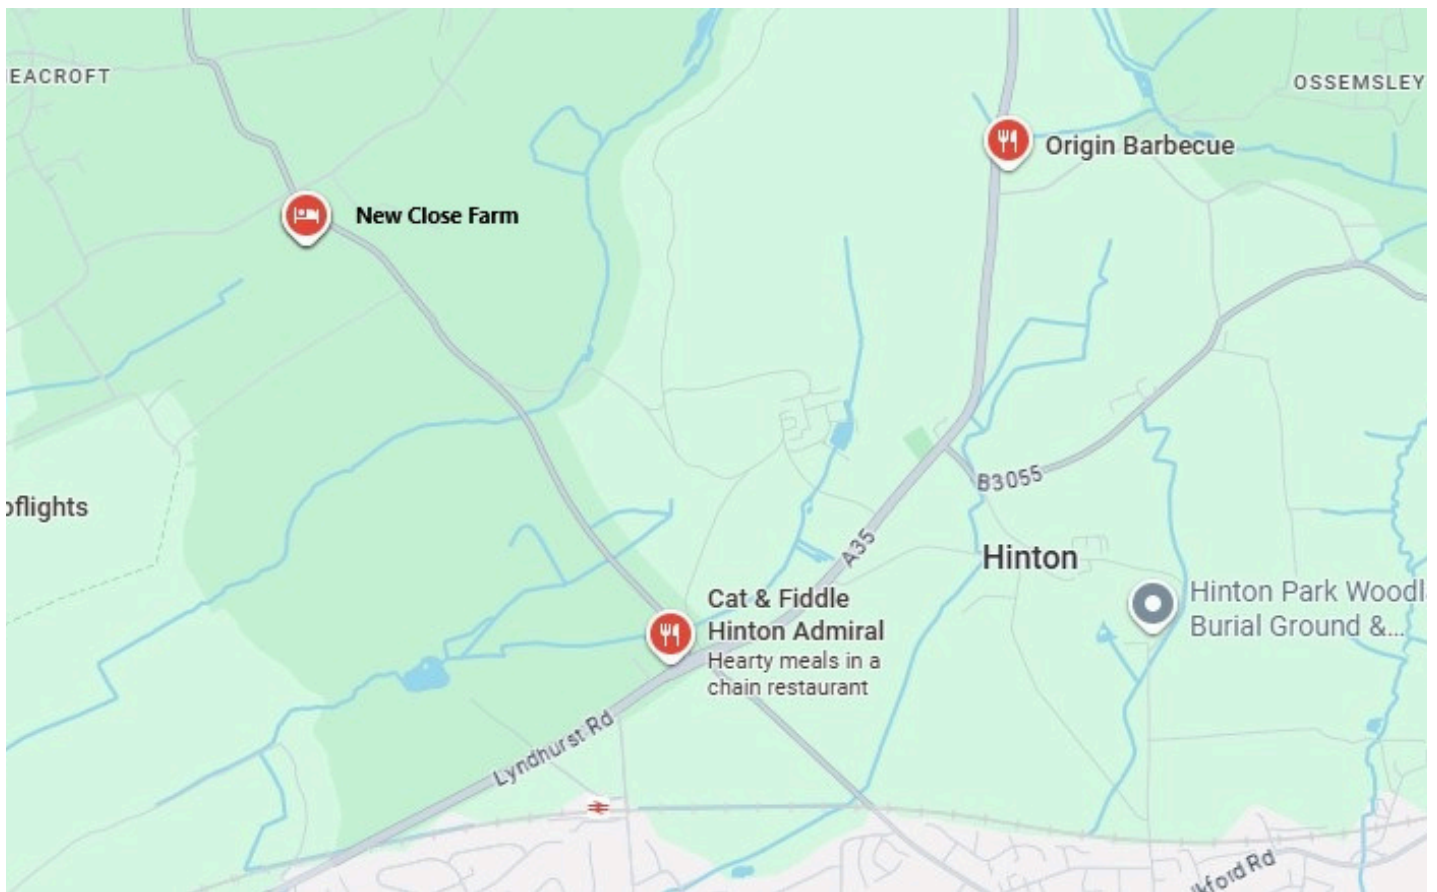 EACROFT
OSSEMSLEY
Origin Barbecue
New Close Farm
B3055
oflights
A35
Hinton
Cat & Fiddle
Hinton Admiral
Hearty meals in a
chain restaurant
Hinton Park Woodl
Burial Ground &...
Lyndhurst Rd
lkford Rd